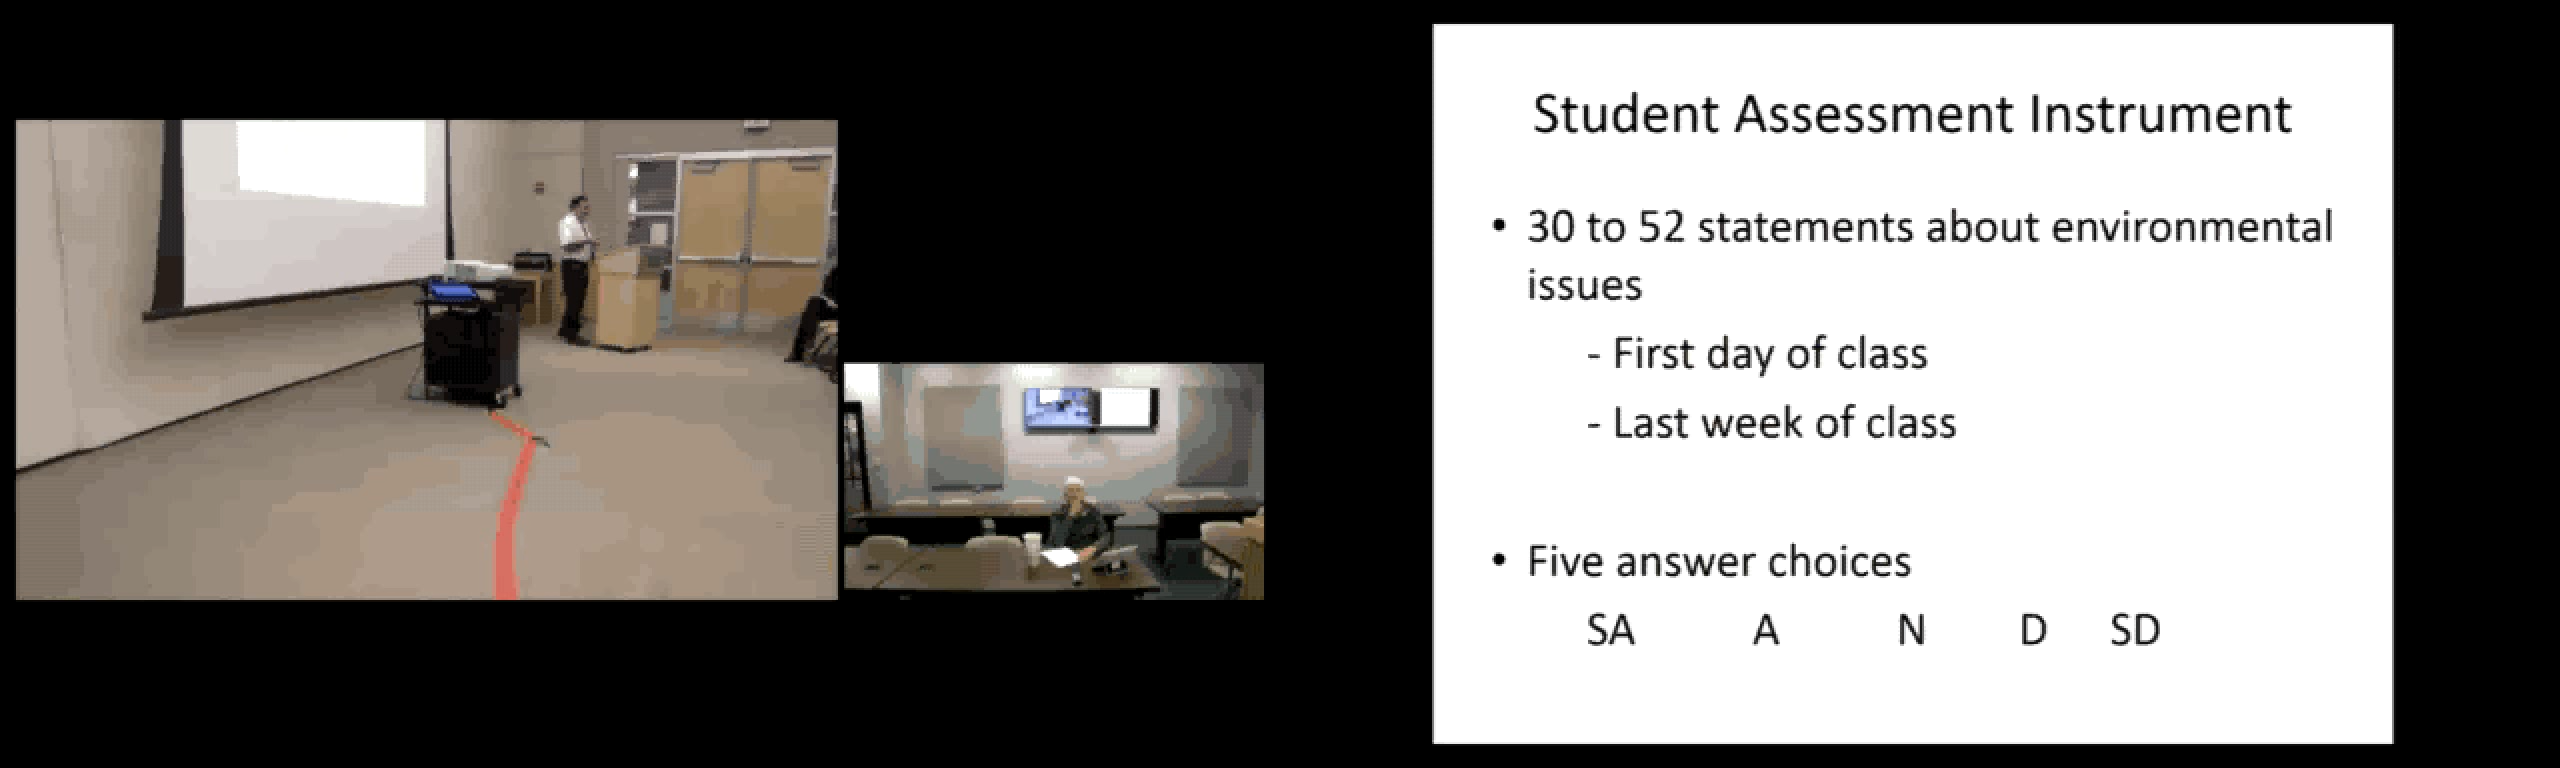 Student Assessment Instrument
• 30 to 52 statements about environmental
issues
- First day of class
- Last week of class
• Five answer choices
SA A N D SD